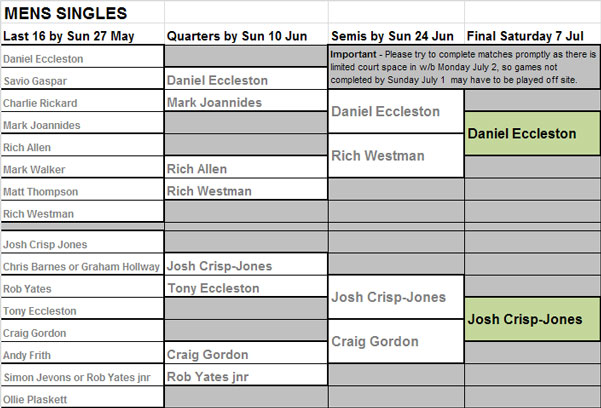 MENS SINGLES
Last 16 by Sun 27 May Quarters by Sun 10 Jun Semis by Sun 24 Jun Final Saturday 7 Jul
Daniel Eccleston
Important - Please try to complete matches promptly as there is
limited court space in w/b Monday July 2, so games not
completed by Sunday July 1 may have to be played off site.
Savio Gaspar Daniel Eccleston
Charlie Rickard Mark Joannides
Daniel Eccleston
Mark Joannides
Daniel Eccleston
Rich Allen
Rich Westman
Mark Walker Rich Allen
Matt Thompson Rich Westman
Rich Westman
Josh Crisp Jones
Chris Barnes or Graham Hollway Josh Crisp-Jones
Rob Yates Tony Eccleston
Josh Crisp-Jones
Tony Eccleston
Josh Crisp-Jones
Craig Gordon
Craig Gordon
Andy Frith Craig Gordon
Simon Jevons or Rob Yates jnr Rob Yates jnr
Ollie Plaskett